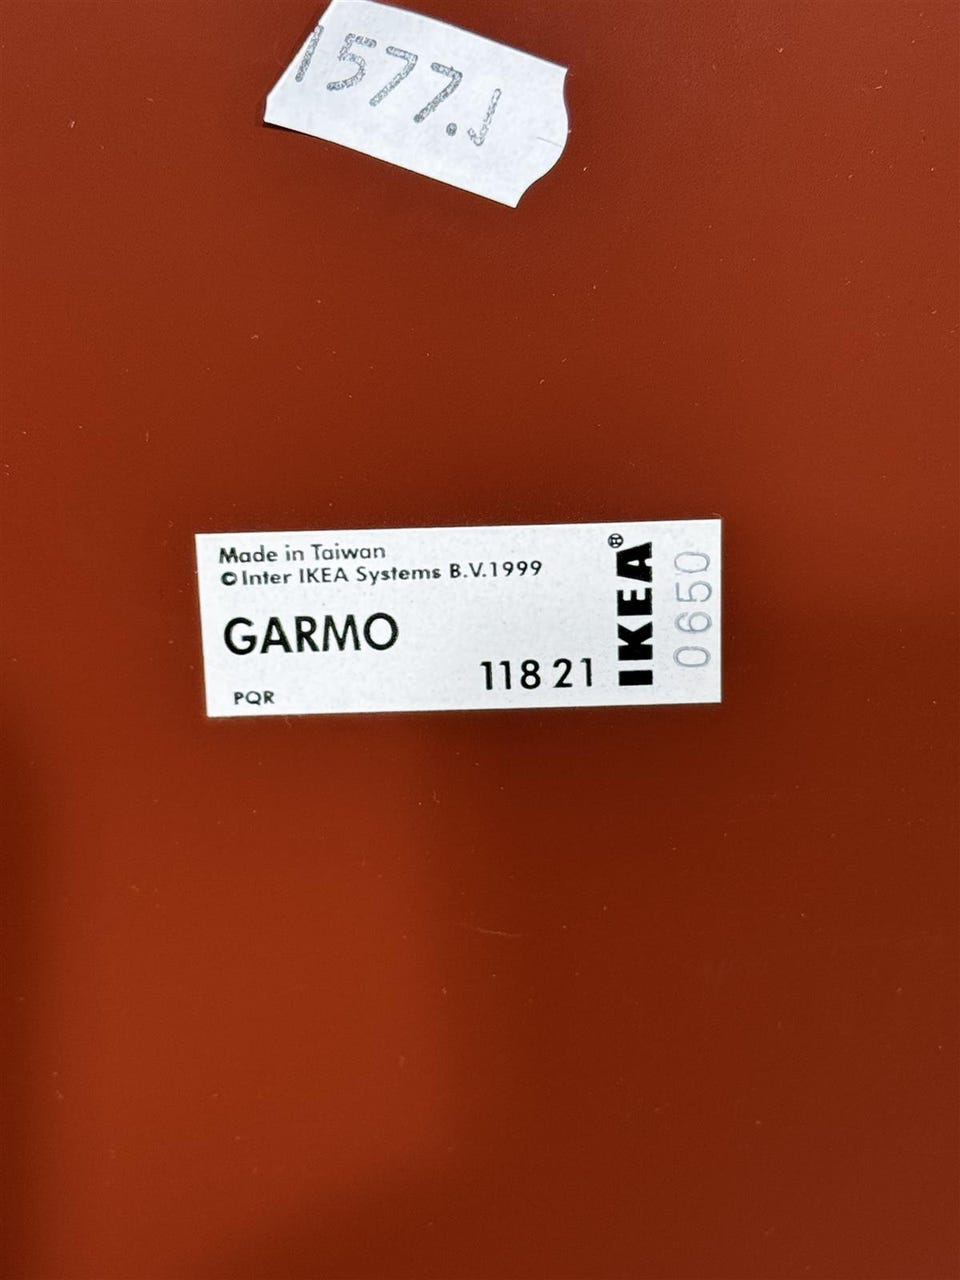 1577.J
Made in Taiwan
©Inter IKEA Systems B.V.1999
GARMO
118 21
PQR
IKEA®
0650